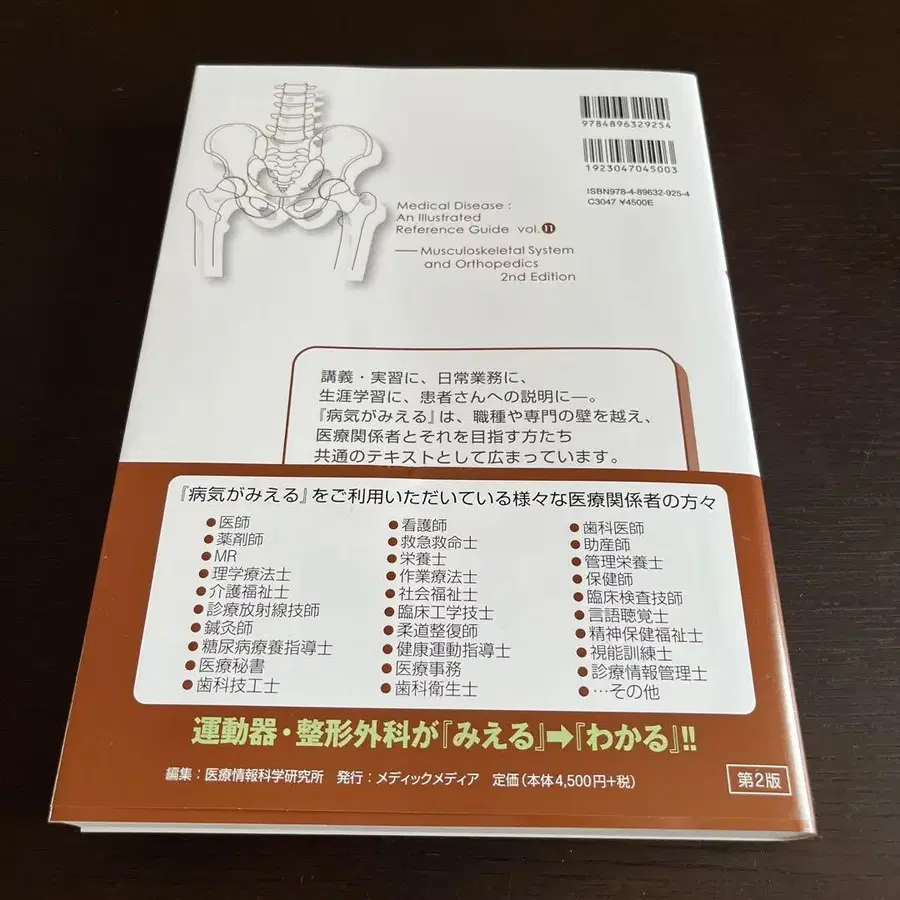 9784896329254
1923047045003
ISBN978-4-89632-925-4
C3047 ¥4500E
Medical Disease :
An Illustrated
Reference Guide vol.⓫
Musculoskeletal System
and Orthopedics
2nd Edition
講義・実習に、日常業務に、
生涯学習に、患者さんへの説明に―。
『病気がみえる』は、職種や専門の壁を越え、
医療関係者とそれを目指す方たち
共通のテキストとして広まっています。
『病気がみえる』をご利用いただいている様々な医療関係者の方々
●医師
●薬剤師
●MR
●理学療法士
●介護福祉士
●診療放射線技師
●鍼灸師
●糖尿病療養指導士
●医療秘書
●歯科技工士
●看護師
●救急救命士
●栄養士
●作業療法士
●社会福祉士
●臨床工学技士
●柔道整復師
●健康運動指導士
●医療事務
●歯科衛生士
●歯科医師
●助産師
●管理栄養士
●保健師
●臨床検査技師
●言語聴覚士
●精神保健福祉士
●視能訓練士
●診療情報管理士
●…その他
運動器・整形外科が『みえる』➡『わかる』!!
編集：医療情報科学研究所 発行：メディックメディア 定価（本体4,500円+税）
第2版